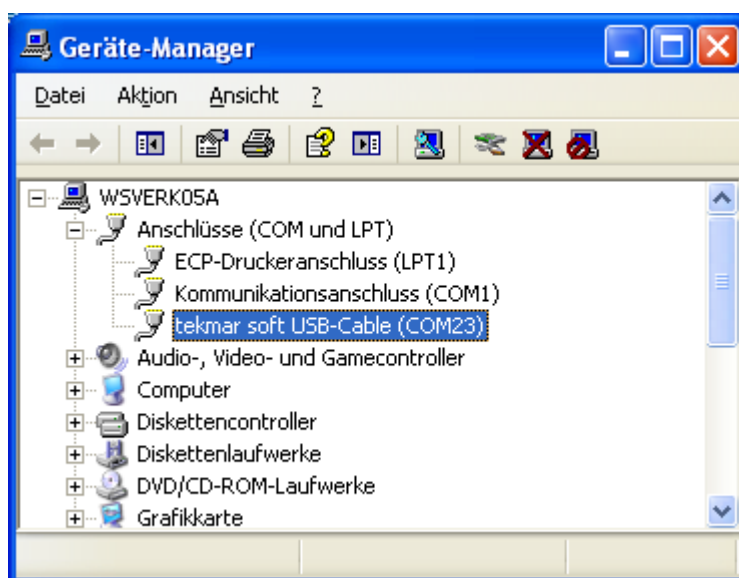 Geräte-Manager
Datei Aktion Ansicht ?
WSVERK05A
Anschlüsse (COM und LPT)
ECP-Druckeranschluss (LPT1)
Kommunikationsanschluss (COM1)
tekmar soft USB-Cable (COM23)
Audio-, Video- und Gamecontroller
Computer
Diskettencontroller
Diskettenlaufwerke
DVD/CD-ROM-Laufwerke
Grafikkarte